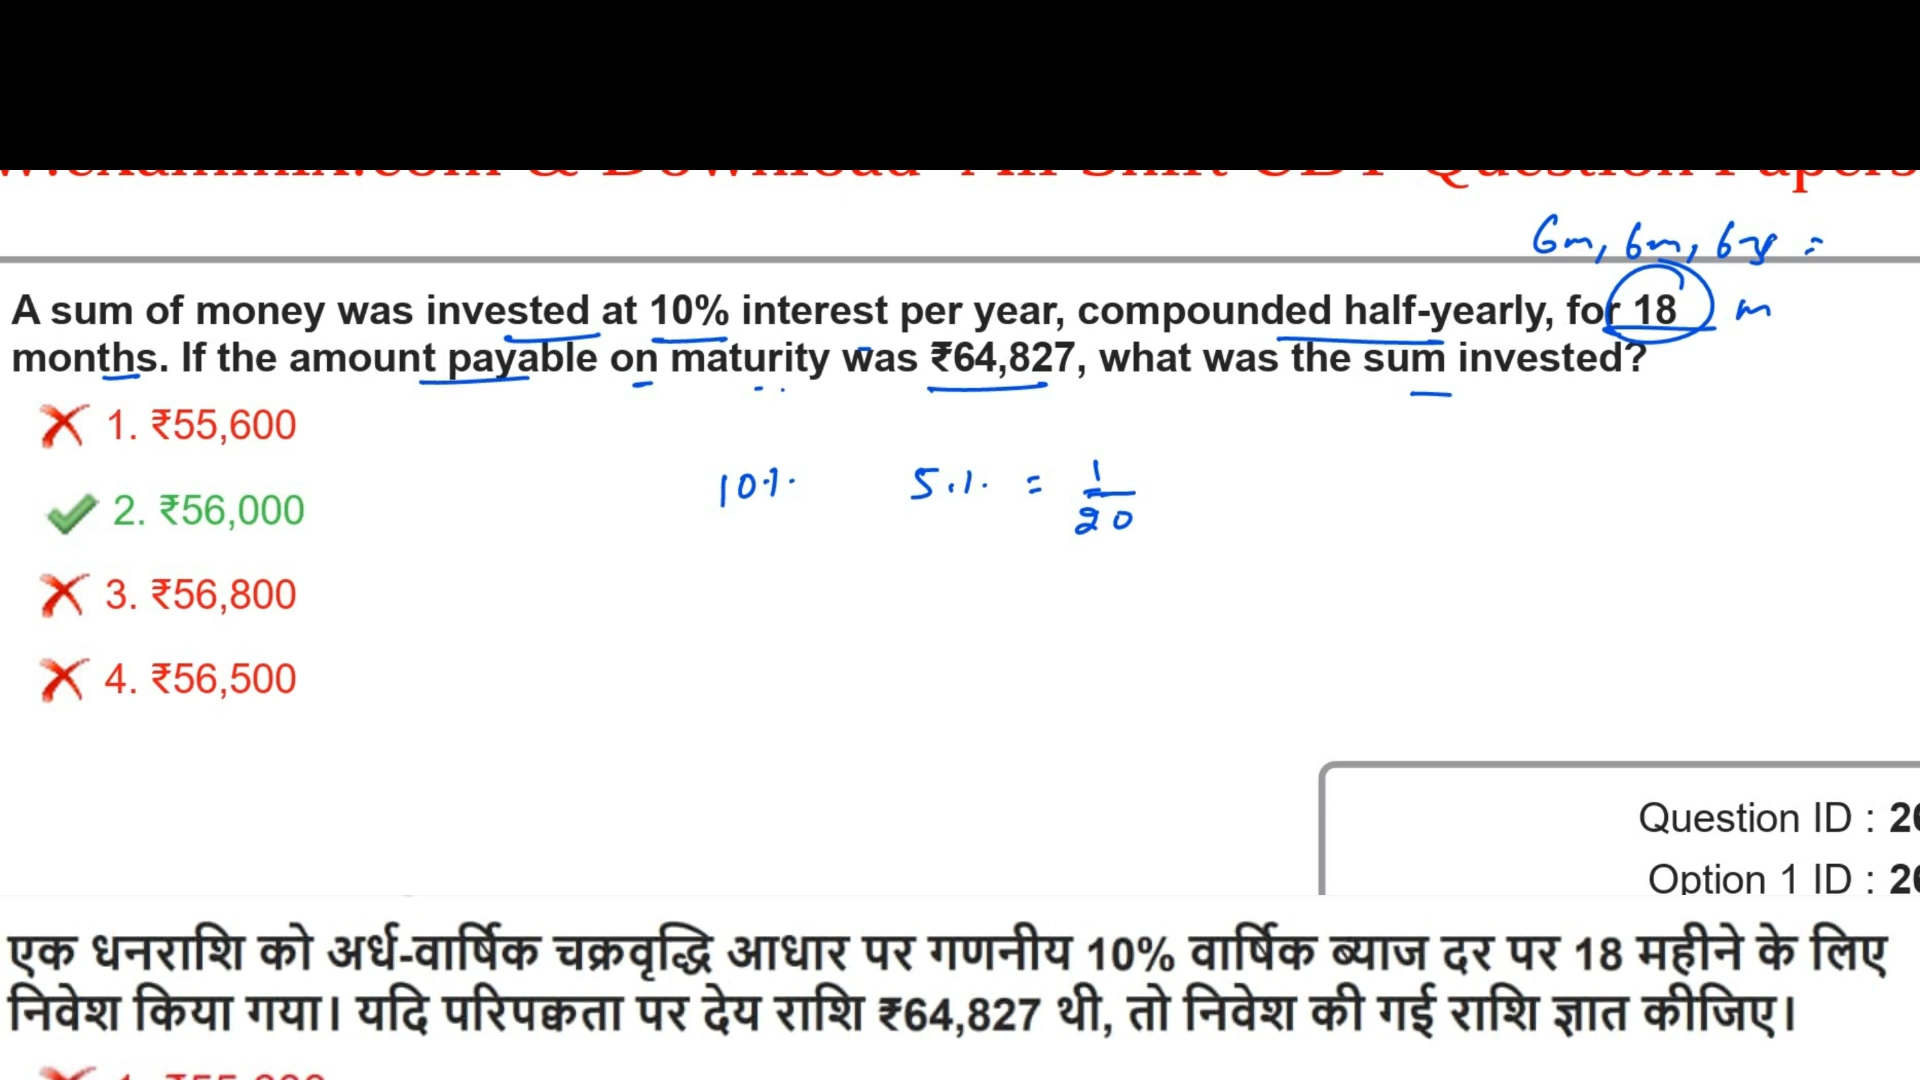 6m, 6m, 6 =
A sum of money was invested at 10% interest per year, compounded half-yearly, for 18 m
months. If the amount payable on maturity was ₹64,827, what was the sum invested?
1. ₹55,600
2. ₹56,000
10% 5% = 1/20
3. ₹56,800
4. ₹56,500
Question ID : 26
Option 1 ID : 26
एक धनराशि को अर्ध-वार्षिक चक्रवृद्धि आधार पर गणनीय 10% वार्षिक ब्याज दर पर 18 महीने के लिए
निवेश किया गया। यदि परिपक्वता पर देय राशि ₹64,827 थी, तो निवेश की गई राशि ज्ञात कीजिए।